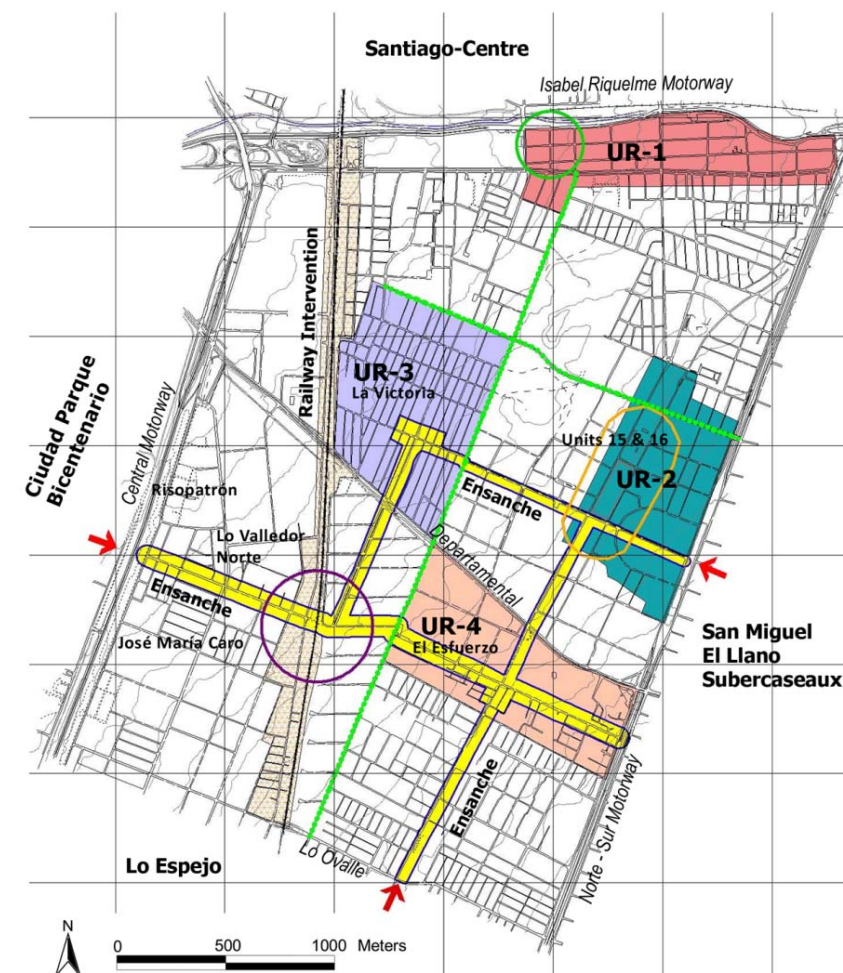 Santiago-Centre
Isabel Riquelme Motorway
UR-1
Railway Intervention
UR-3
La Victoria
Ciudad Parque
Bicentenario
Central Motorway
Units 15 & 16
UR-2
Risopatrón
Ensanche
Lo Valledor
Norte
Departamental
Ensanche
José María Caro
UR-4
El Esfuerzo
San Miguel
El Llano
Subercaseaux
Ensanche
Norte - Sur Motorway
Lo Espejo
Lo Ovalle
N
0 500 1000 Meters